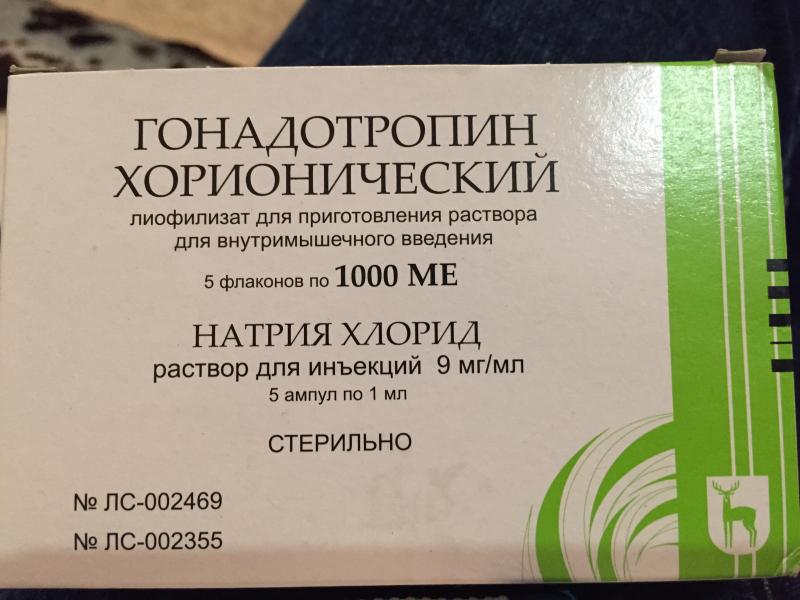 ГОНАДОТРОПИН
ХОРИОНИЧЕСКИЙ
лиофилизат для приготовления раствора
для внутримышечного введения
5 флаконов по 1000 МЕ
НАТРИЯ ХЛОРИД
раствор для инъекций 9 мг/мл
5 ампул по 1 мл
СТЕРИЛЬНО
№ ЛС-002469
№ ЛС-002355